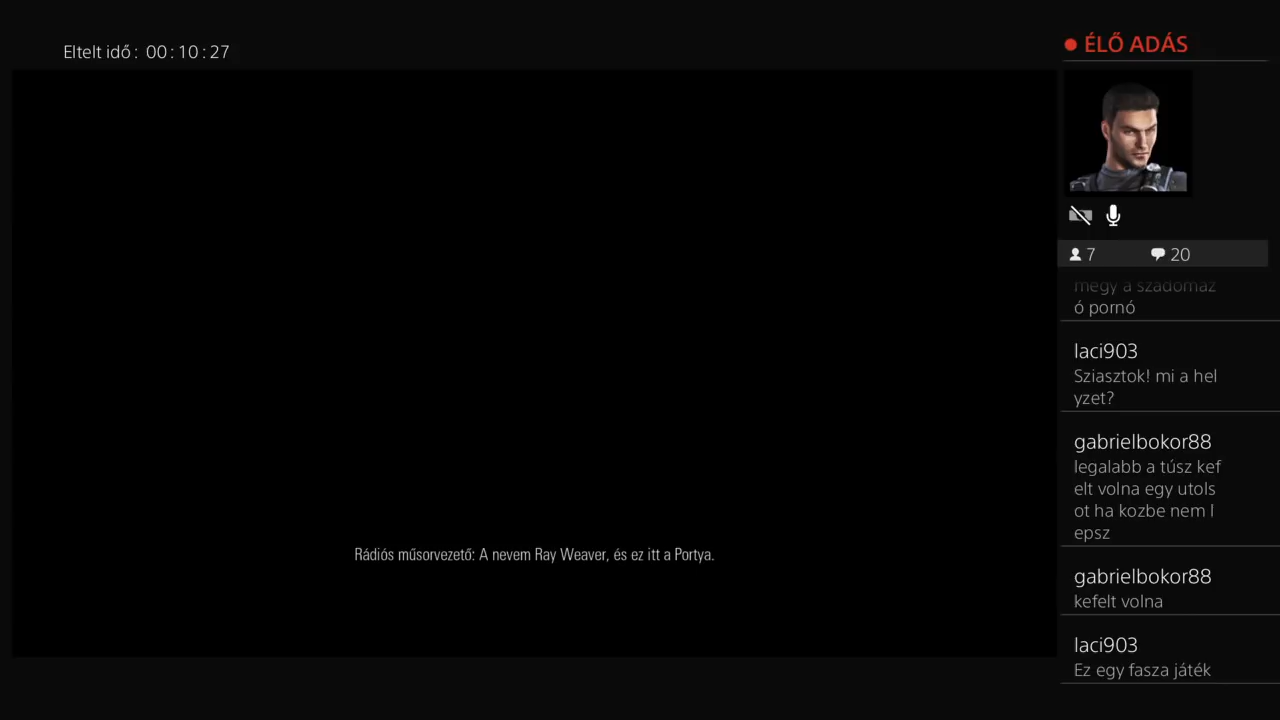 Eltelt idő: 00:10:27
ÉLŐ ADÁS
7
20
megy a szadomaz
ó pornó
laci903
Sziasztok! mi a hel
yzet?
gabrielbokor88
legalabb a túsz kef
elt volna egy utols
ot ha kozbe nem l
epsz
gabrielbokor88
kefelt volna
laci903
Ez egy fasza játék
Rádiós műsorvezető: A nevem Ray Weaver, és ez itt a Portya.